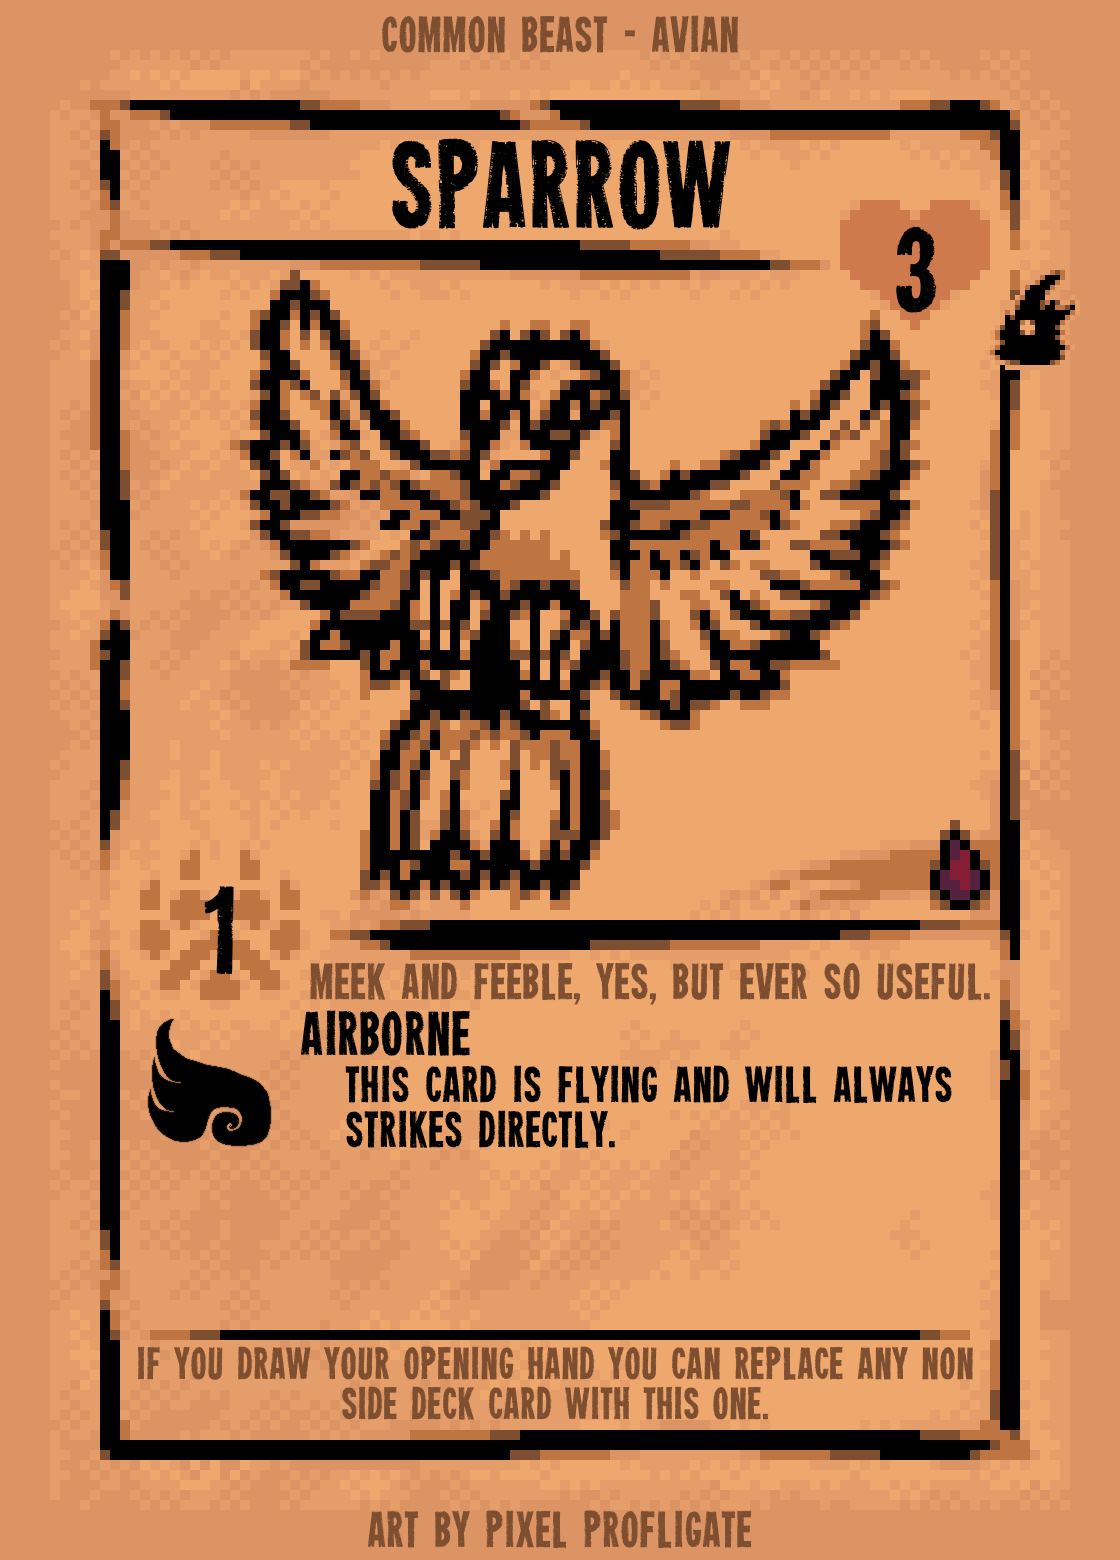 COMMON BEAST - AVIAN
SPARROW
3
1
MEEK AND FEEBLE, YES, BUT EVER SO USEFUL.
AIRBORNE
THIS CARD IS FLYING AND WILL ALWAYS
STRIKES DIRECTLY.
IF YOU DRAW YOUR OPENING HAND YOU CAN REPLACE ANY NON
SIDE DECK CARD WITH THIS ONE.
ART BY PIXEL PROFLIGATE